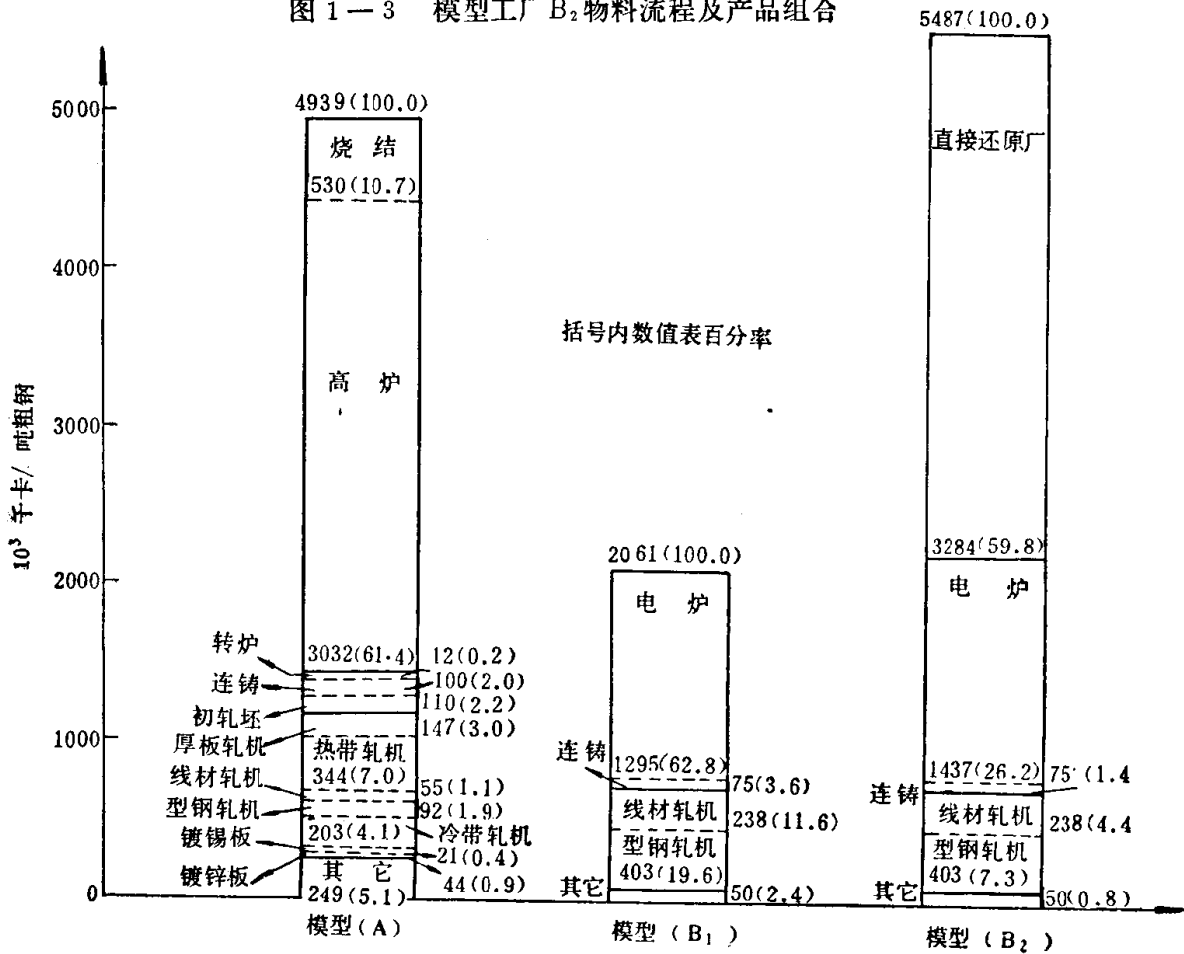 图 1—3 模型工厂 B₂物料流程及产品组合
5487(100.0)
5000
4939(100.0)
烧 结
530(10.7)
直接还原厂
4000
括号内数值表百分率
高 炉
3000
10³ 千卡/吨粗钢
2000
2061(100.0)
3284(59.8)
电 炉
电 炉
转炉
3032(61.4)
12(0.2)
连铸
100(2.0)
初轧坯
110(2.2)
厚板轧机
147(3.0)
1000
热带轧机
344(7.0)
线材轧机
55(1.1)
型钢轧机
92(1.9)
203(4.1)
冷带轧机
镀锡板
21(0.4)
镀锌板
44(0.9)
其 它
249(5.1)
0
模型(A)
连铸
1295(62.8)
75(3.6)
线材轧机
238(11.6)
型钢轧机
403(19.6)
其它
50(2.4)
模型(B₁)
连铸
1437(26.2)
75(1.4
线材轧机
238(4.4
型钢轧机
403(7.3)
其它
50(0.8)
模型(B₂)